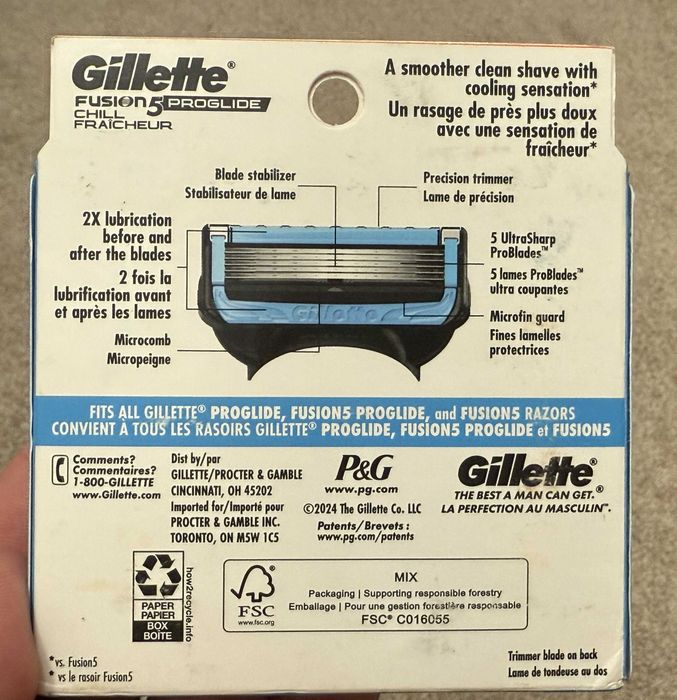 Gillette®
FUSION5 PROGLIDE
CHILL
FRAÎCHEUR
A smoother clean shave with
cooling sensation*
Un rasage de près plus doux
avec une sensation de
fraîcheur*
Blade stabilizer
Stabilisateur de lame
Precision trimmer
Lame de précision
2X lubrication
before and
after the blades
2 fois la
lubrification avant
et après les lames
Microcomb
Micropeigne
5 UltraSharp
ProBlades™
5 lames ProBlades™
ultra coupantes
Microfin guard
Fines lamelles
protectrices
Gillette
FITS ALL GILLETTE® PROGLIDE, FUSION5 PROGLIDE, and FUSION5 RAZORS
CONVIENT À TOUS LES RASOIRS GILLETTE® PROGLIDE, FUSION5 PROGLIDE et FUSION5
Comments?
Commentaires?
1-800-GILLETTE
www.Gillette.com
Dist by/par
GILLETTE/PROCTER & GAMBLE
CINCINNATI, OH 45202
Imported for/Importé pour
PROCTER & GAMBLE INC.
TORONTO, ON M5W 1C5
P&G
www.pg.com
©2024 The Gillette Co. LLC
Patents/Brevets :
www.pg.com/patents
Gillette®
THE BEST A MAN CAN GET.®
LA PERFECTION AU MASCULIN™.
PAPER
PAPIER
BOX
BOÎTE
how2recycle.info
FSC
www.fsc.org
MIX
Packaging | Supporting responsible forestry
Emballage | Pour une gestion forestière responsable
FSC® C016055
*vs. Fusion5
* vs le rasoir Fusion5
Trimmer blade on back
Lame de tondeuse au dos